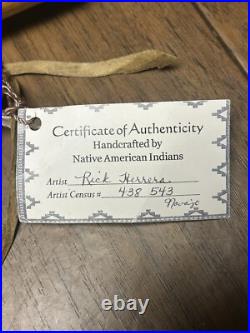 Certificate of Authenticity
Handcrafted by
Native American Indians
Artist Rick Herrera.
Artist Census # 438 543
Navajo